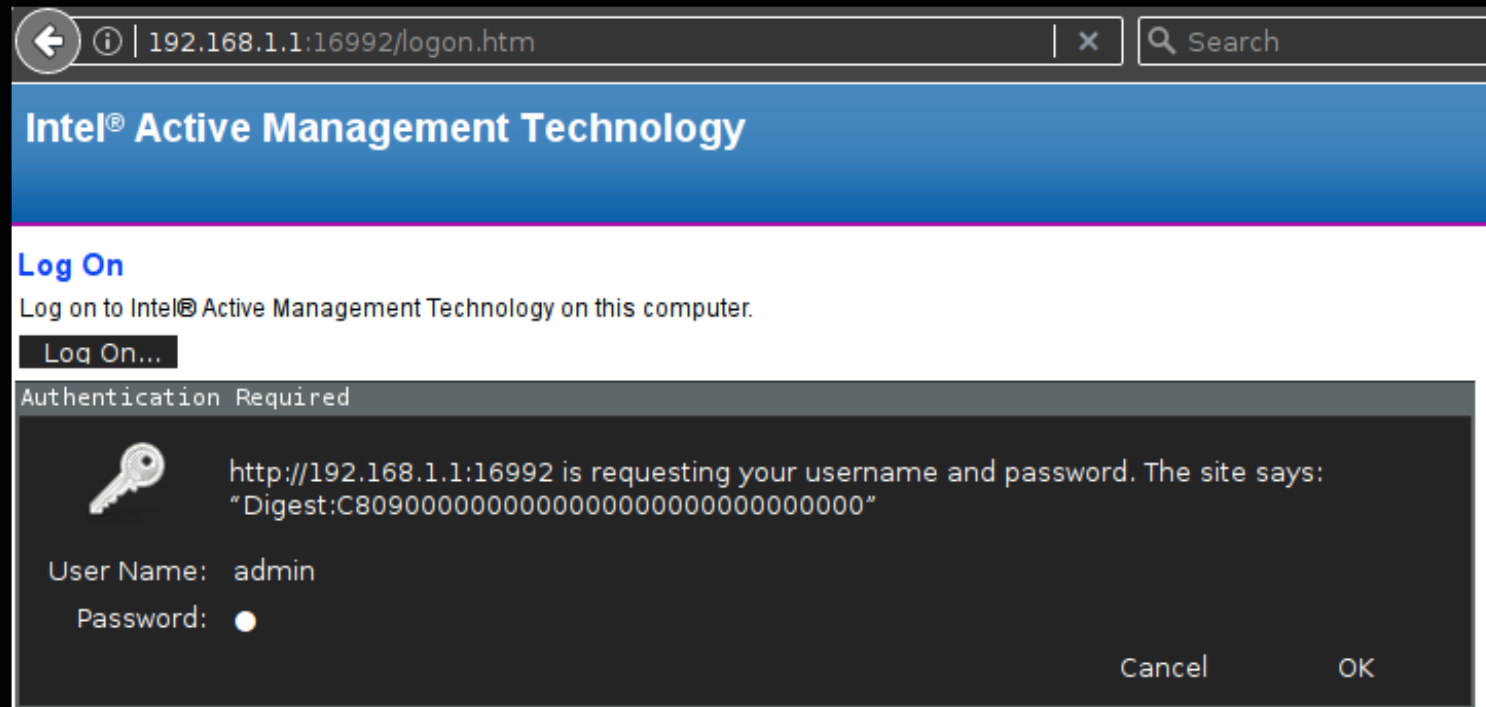 192.168.1.1:16992/logon.htm
Search
Intel® Active Management Technology
Log On
Log on to Intel® Active Management Technology on this computer.
Log On...
Authentication Required
http://192.168.1.1:16992 is requesting your username and password. The site says:
“Digest:C8090000000000000000000000000000”
User Name: admin
Password:
Cancel OK